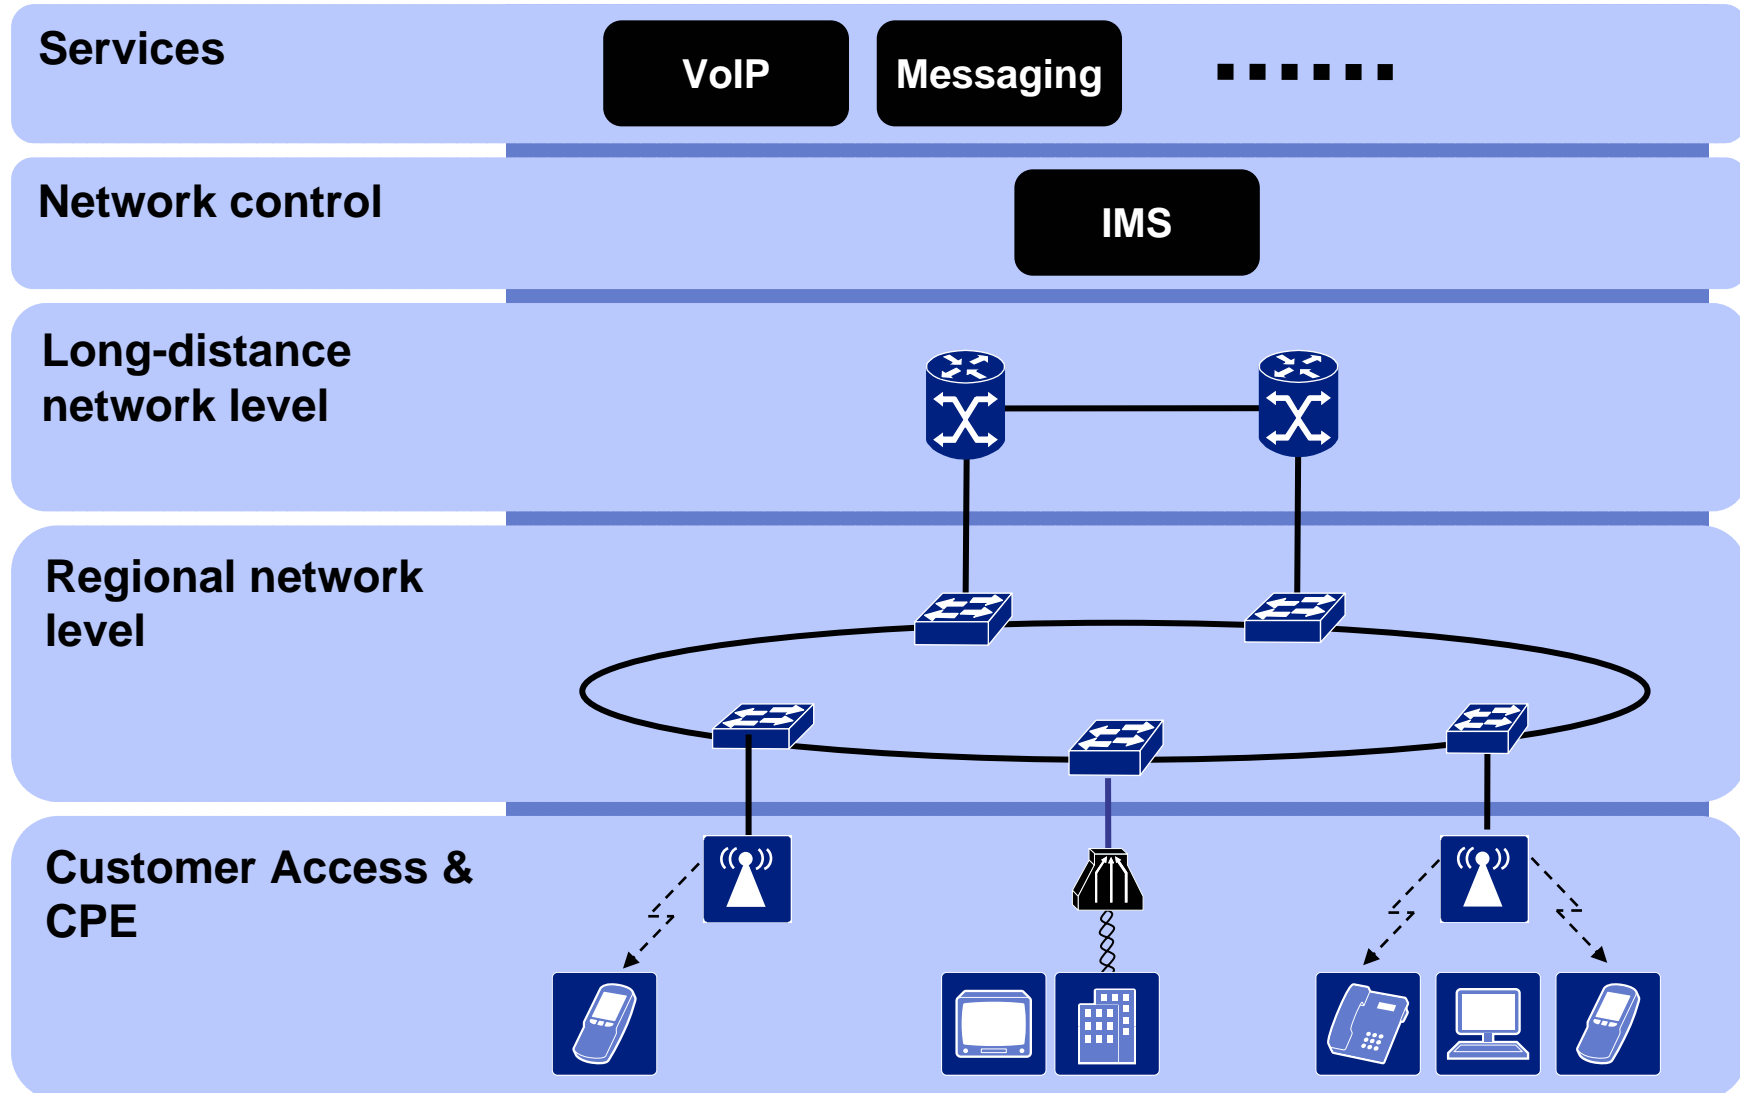 Services
VoIP
Messaging
Network control
IMS
Long-distance
network level
Regional network
level
Customer Access &
CPE